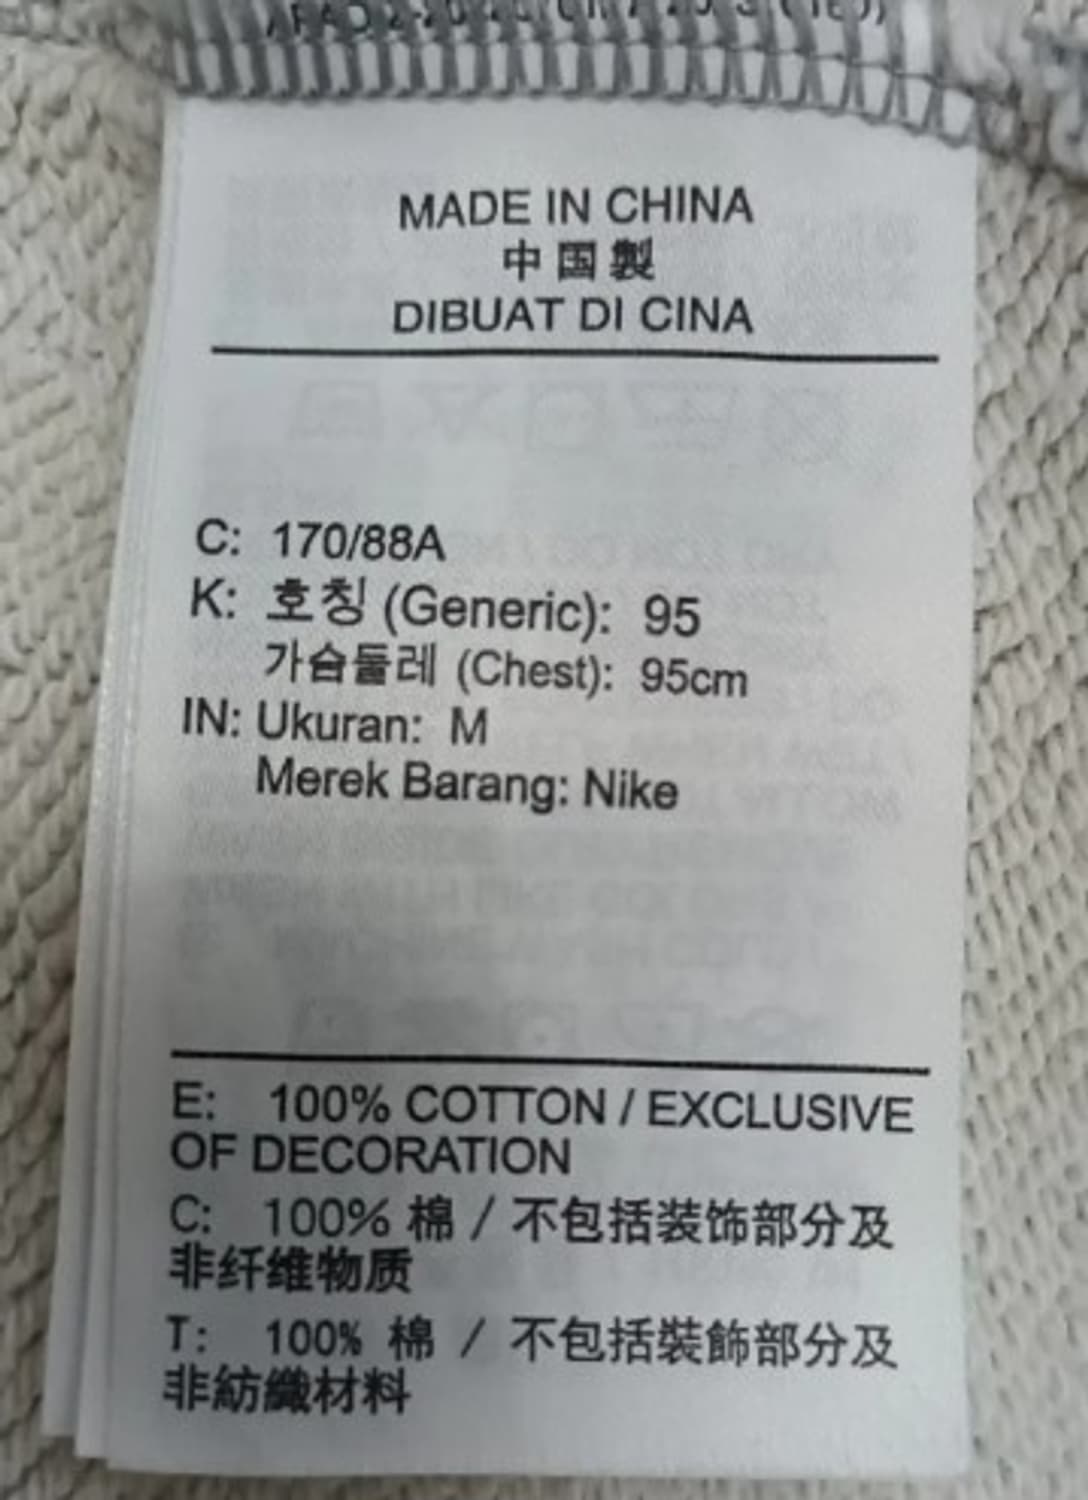 MADE IN CHINA
中国製
DIBUAT DI CINA
C: 170/88A
K: 호칭 (Generic): 95
가슴둘레 (Chest): 95cm
IN: Ukuran: M
Merek Barang: Nike
E: 100% COTTON / EXCLUSIVE
OF DECORATION
C: 100% 棉 / 不包括装饰部分及
非纤维物质
T: 100% 棉 / 不包括裝飾部分及
非紡織材料